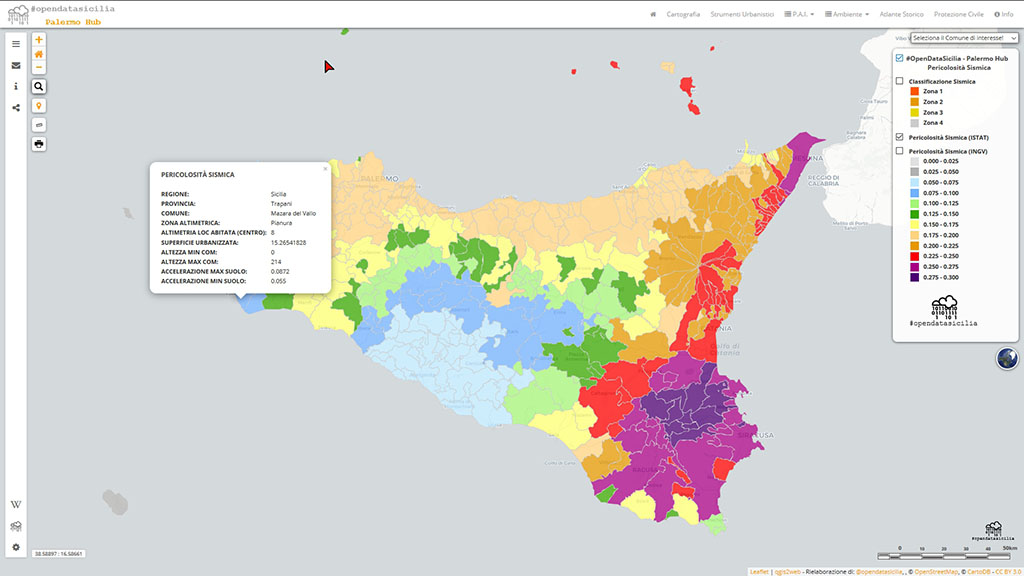 #opendatasicilia
Palermo Hub
Cartografia
Strumento Urbanistici
P.A.I.
Ambiente
Atlante Storico
Protezione Civile
Info
Seleziona il Comune di interesse!
#OpenDataSicilia - Palermo Hub
Pericolosità Sismica
Classificazione Sismica
Zona 1
Zona 2
Zona 3
Zona 4
Pericolosità Sismica (ISTAT)
Pericolosità Sismica (INGV)
0.000 - 0.025
0.025 - 0.050
0.050 - 0.075
0.075 - 0.100
0.100 - 0.125
0.125 - 0.150
0.150 - 0.175
0.175 - 0.200
0.200 - 0.225
0.225 - 0.250
0.250 - 0.275
0.275 - 0.300
#opendatasicilia
PERICOLOSITÀ SISMICA
REGIONE: Sicilia
PROVINCIA: Trapani
COMUNE: Mazara del Vallo
ZONA ALTIMETRICA: Pianura
ALTIMETRIA LOC ABITATA (CENTRO): 8
SUPERFICIE URBANIZZATA: 15.26541828
ALTEZZA MIN COM: 0
ALTEZZA MAX COM: 214
ACCELERAZIONE MAX SUOLO: 0.0872
ACCELERAZIONE MIN SUOLO: 0.055
PALERMO
REGGIO DI
CALABRIA
Golfo di
Catania
RAGUSA
38.58897 : 16.58661
#opendatasicilia
0 10 20 30 40 50km
Leaflet | qgis2web - Rielaborazione di: @opendatasicilia, , © OpenStreetMap, © CartoDB - CC BY 3.0